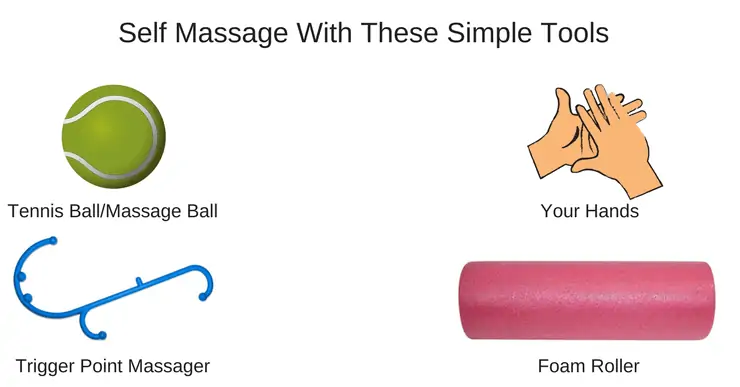 Self Massage With These Simple Tools
Tennis Ball/Massage Ball
Your Hands
Trigger Point Massager
Foam Roller